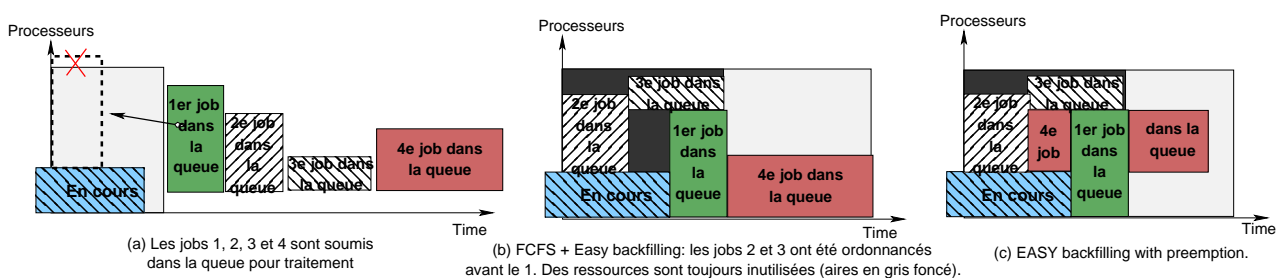 Processeurs
1er job
dans
la
queue
2e job
dans
la
queue
3e job dans
la queue
4e job dans
la queue
En cours
Time
(a) Les jobs 1, 2, 3 et 4 sont soumis
dans la queue pour traitement
Processeurs
2e job
dans
la
queue
3e job dans
la queue
1er job
dans
la
queue
4e job dans
la queue
En cours
Time
(b) FCFS + Easy backfilling: les jobs 2 et 3 ont été ordonnancés
avant le 1. Des ressources sont toujours inutilisées (aires en gris foncé).
Processeurs
2e job
dans
la
queue
3e job dans
la queue
4e
job
1er job
dans
la
queue
dans la
queue
En cours
Time
(c) EASY backfilling with preemption.